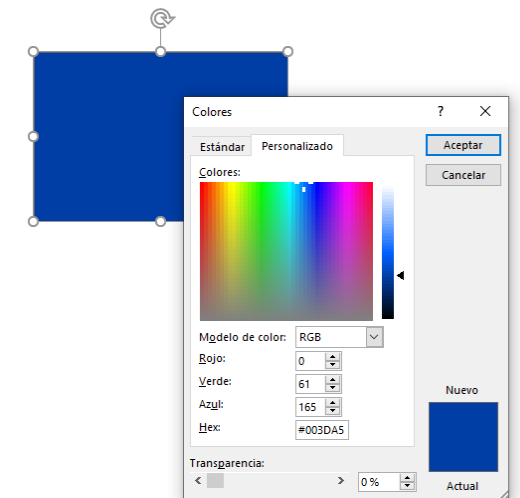 Colores
?
Estándar
Personalizado
Aceptar
Cancelar
Colores:
Modelo de color: RGB
Rojo: 0
Verde: 61
Azul: 165
Hex: #003DA5
Nuevo
Transparencia:
0 %
Actual